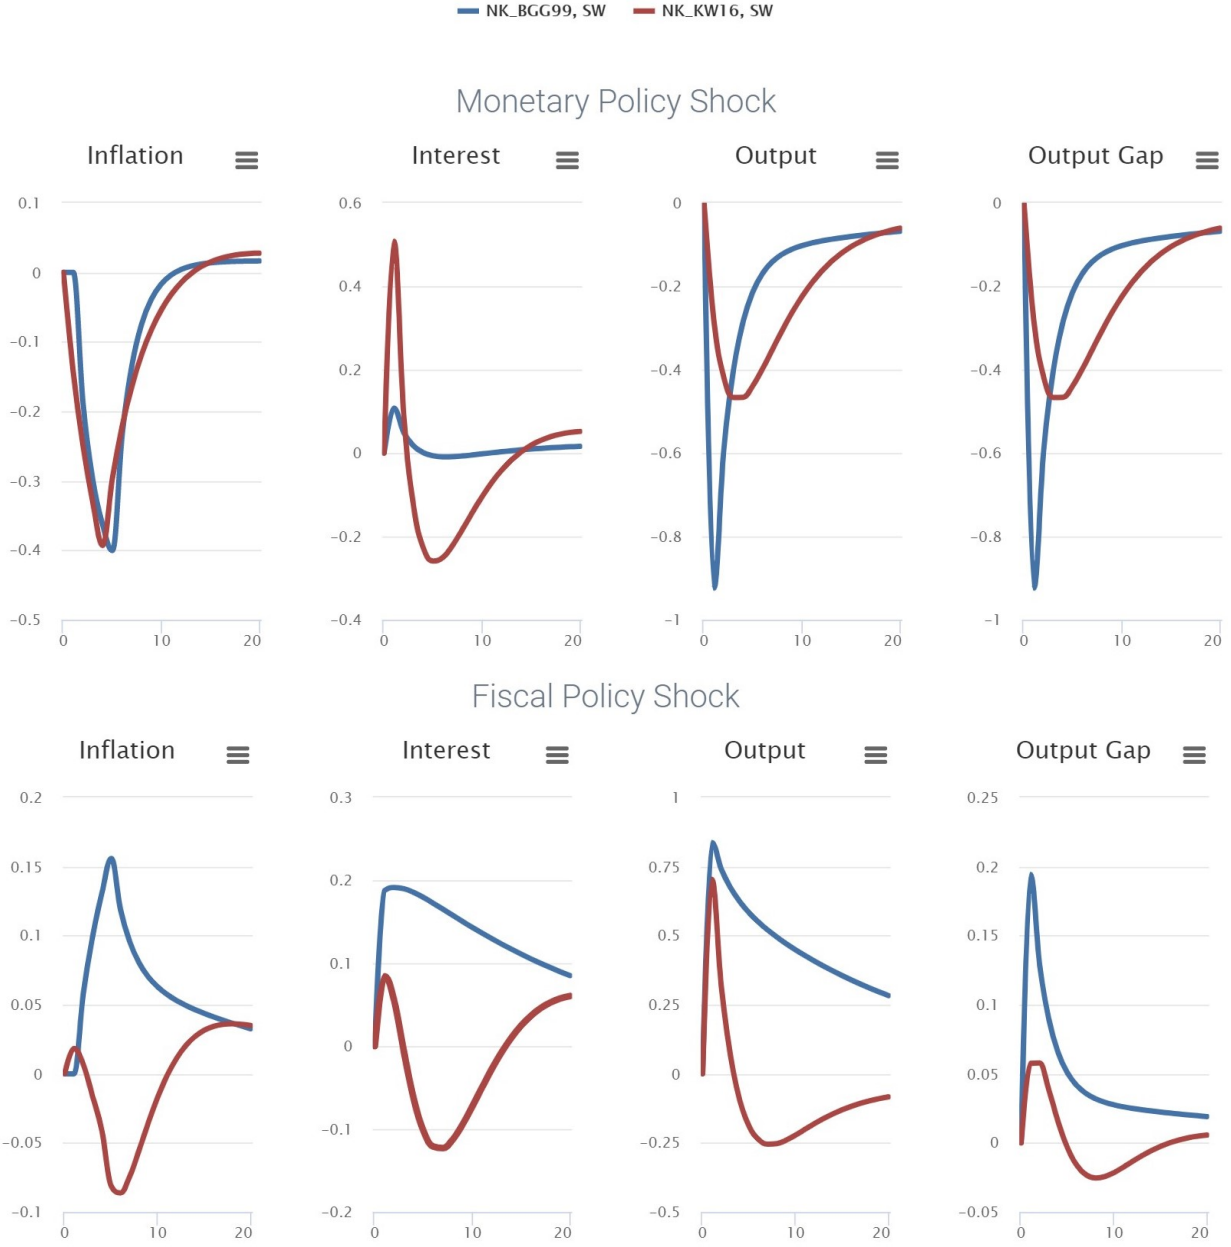 NK_BGG99, SW NK_KW16, SW
Monetary Policy Shock
Inflation Interest Output Output Gap
0.1 0.6 0 0
0 0.4 -0.2 -0.2
-0.1
-0.2 0.2 -0.4 -0.4
-0.3 0 -0.6 -0.6
-0.4 -0.2 -0.8 -0.8
-0.5 -0.4 -1 -1
0 10 20 0 10 20 0 10 20 0 10 20
Fiscal Policy Shock
Inflation Interest Output Output Gap
0.2 0.3 1 0.25
0.15 0.2 0.75 0.2
0.1 0.5 0.15
0.05 0.1 0.25 0.1
0 0 0 0.05
-0.05 -0.1 -0.25 0
-0.1 -0.2 -0.5 -0.05
0 10 20 0 10 20 0 10 20 0 10 20